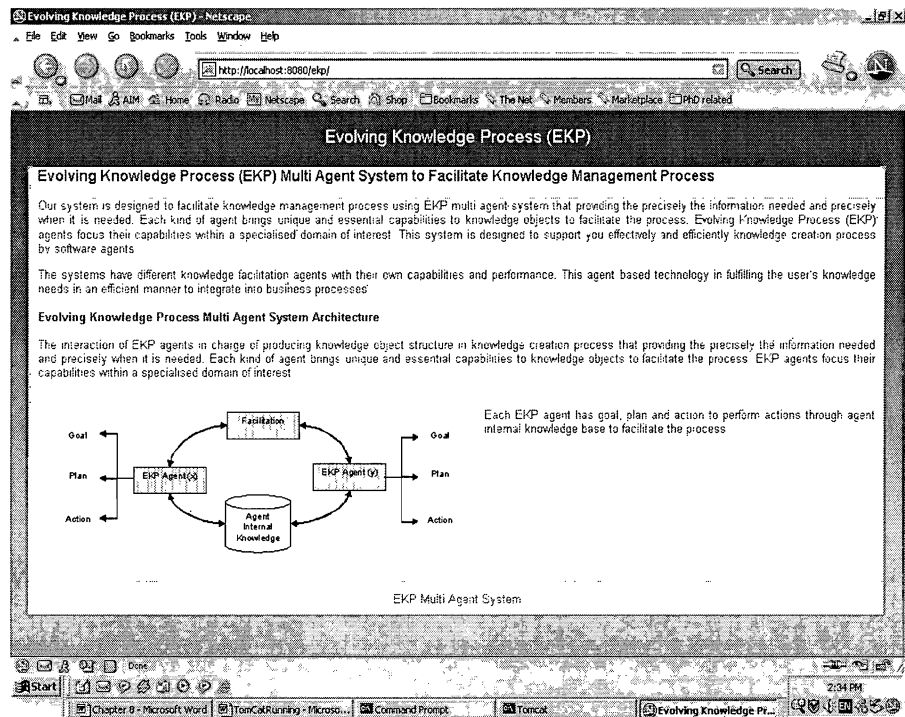 Evolving Knowledge Process (EKP) - Netscape
File Edit View Go Bookmarks Tools Window Help
http://localhost:8080/ekp/
Search
Mail AIM Home Radio Netscape Search Shop Bookmarks The Net Members Marketplace PhD related
Evolving Knowledge Process (EKP)
Evolving Knowledge Process (EKP) Multi Agent System to Facilitate Knowledge Management Process
Our system is designed to facilitate knowledge management process using EKP multi agent system that providing the precisely the information needed and precisely
when it is needed. Each kind of agent brings unique and essential capabilities to knowledge objects to facilitate the process. Evolving Knowledge Process (EKP)
agents focus their capabilities within a specialised domain of interest. This system is designed to support you effectively and efficiently knowledge creation process
by software agents
The systems have different knowledge facilitation agents with their own capabilities and performance. This agent based technology in fulfilling the user's knowledge
needs in an efficient manner to integrate into business processes
Evolving Knowledge Process Multi Agent System Architecture
The interaction of EKP agents in charge of producing knowledge object structure in knowledge creation process that providing the precisely the information needed
and precisely when it is needed. Each kind of agent brings unique and essential capabilities to knowledge objects to facilitate the process. EKP agents focus their
capabilities within a specialised domain of interest
Each EKP agent has goal, plan and action to perform actions through agent
internal knowledge base to facilitate the process
Facilitation
Goal
Goal
Plan
EKP Agent(x)
EKP Agent (y)
Plan
Action
Agent
Internal
Knowledge
Action
EKP Multi Agent System
Done
Start
2:34 PM
Chapter 8 - Microsoft Word
TomCatRunning - Microso...
Command Prompt
Tomcat
Evolving Knowledge Pr...
EN